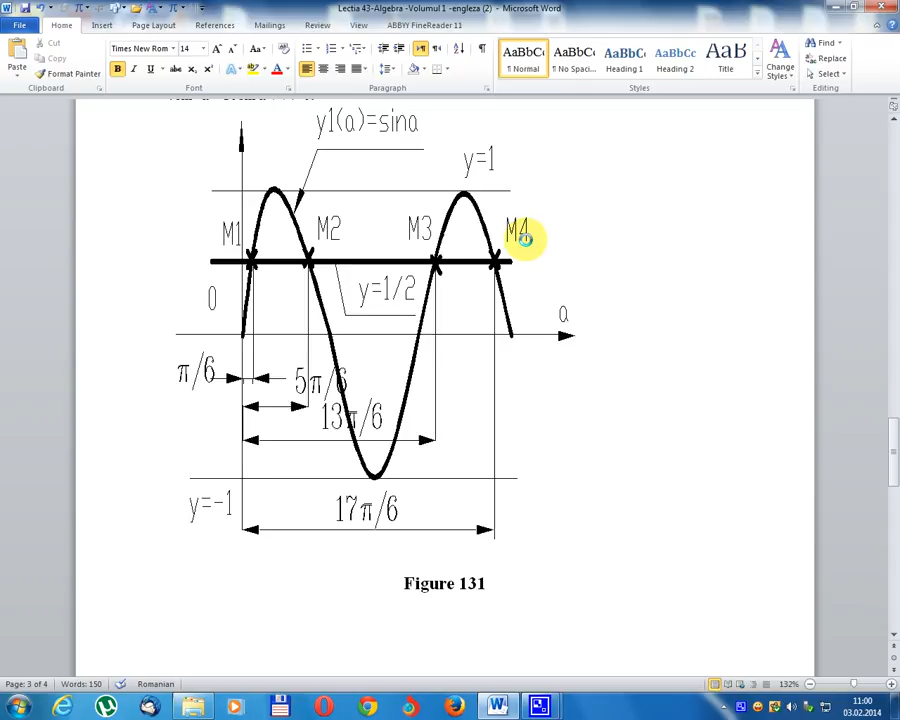 Lectia 43-Algebra -Volumul 1 -engleza (2) - Microsoft Word
File Home Insert Page Layout References Mailings Review View ABBYY FineReader 11
Paste Cut Copy Format Painter Clipboard
Times New Rom 14 A A Aa
B I U abc x₂ x² A A
Font
Paragraph
AaBbCc AaBbCc AaBbCc AaBbCc AaB
¶ Normal ¶ No Spaci... Heading 1 Heading 2 Title
Change Styles
Styles
Find Replace Select
Editing
y1(a)=sina
y=1
M1 M2 M3 M4
y=1/2
0
a
π/6
5π/6
13π/6
17π/6
y=-1
Figure 131
Page: 3 of 4 Words: 150 Romanian 132%
11:00
03.02.2014